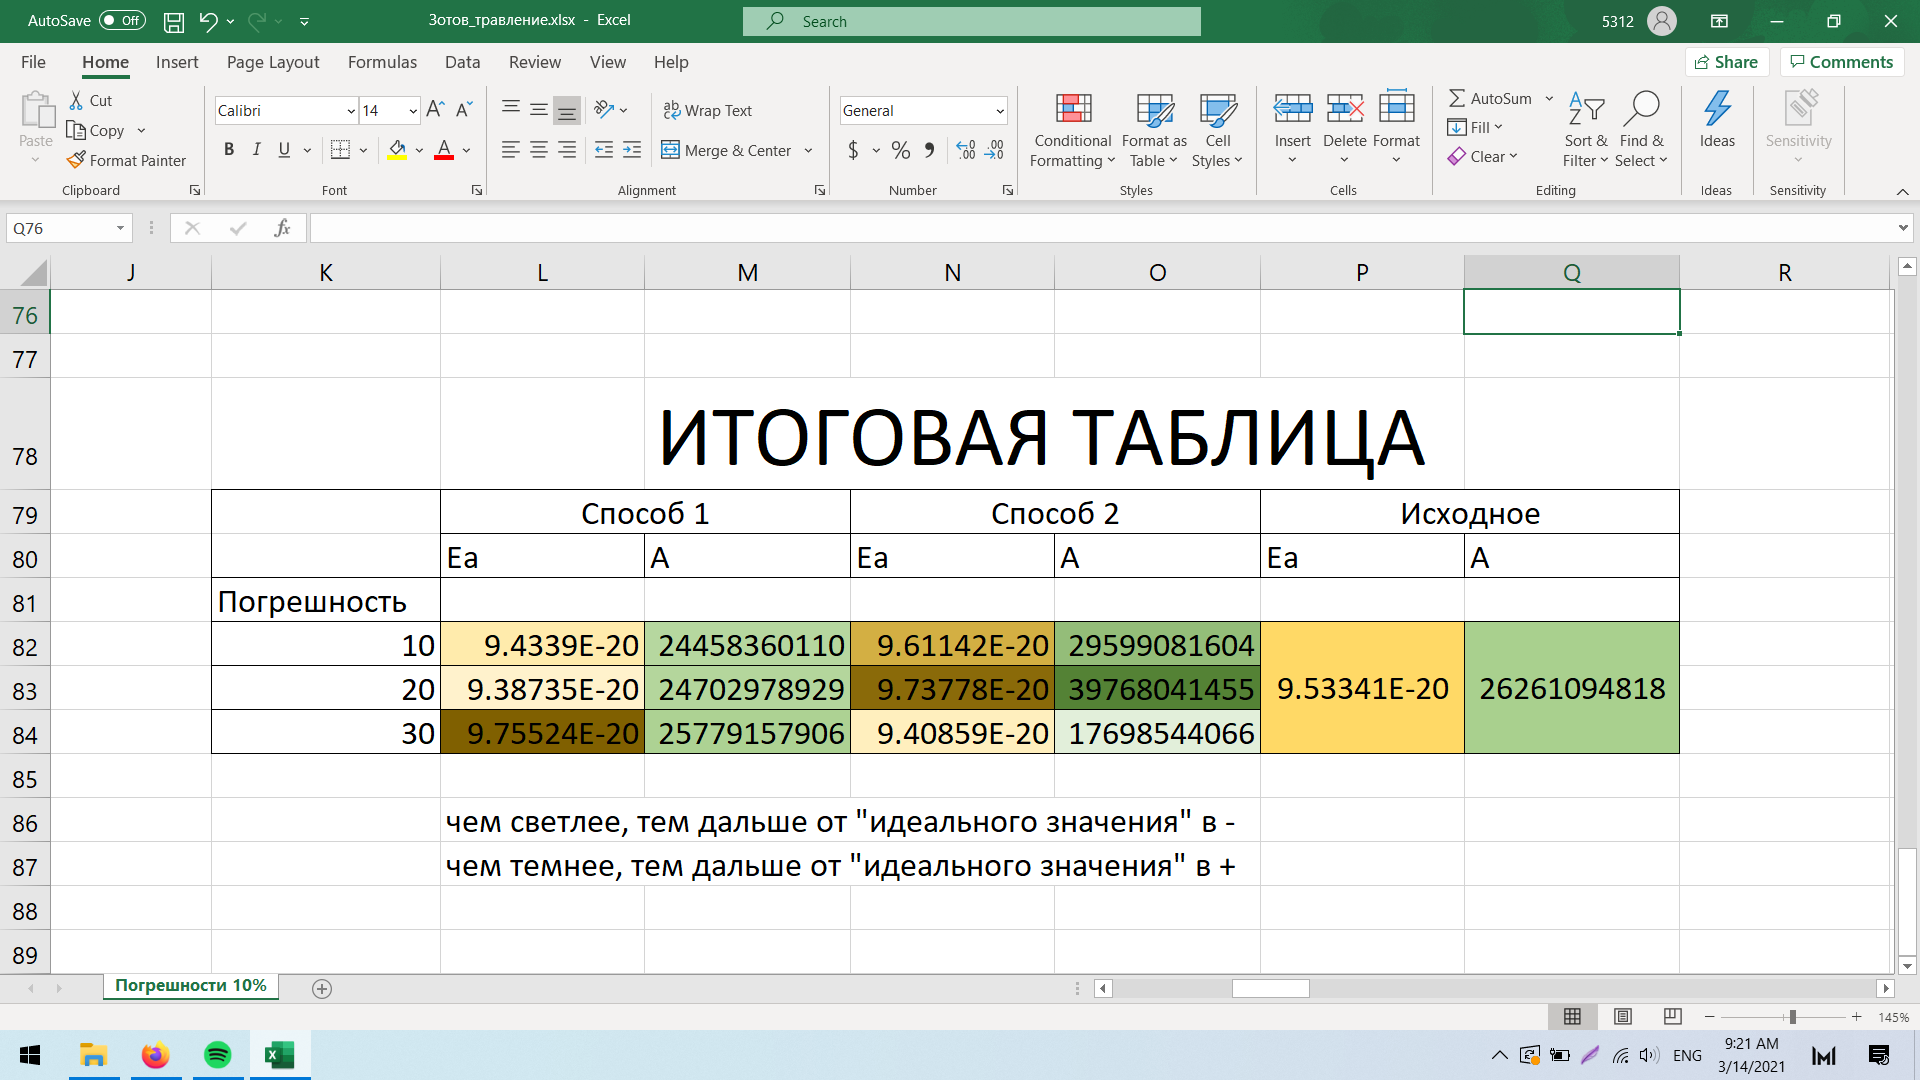 AutoSave Off Зотов_травление.xlsx - Excel Search 5312
File Home Insert Page Layout Formulas Data Review View Help Share Comments
Paste Cut Copy Format Painter Clipboard
Calibri 14 A A B I U A Font
ab Wrap Text Merge & Center Alignment
General $ % 9 Number
Conditional Formatting Format as Table Cell Styles Styles
Insert Delete Format Cells
AutoSum Fill Clear Sort & Filter Find & Select Editing
Ideas Ideas
Sensitivity Sensitivity
Q76 fx
J K L M N O P Q R
76
77
78 ИТОГОВАЯ ТАБЛИЦА
79 Способ 1 Способ 2 Исходное
80 Ea A Ea A Ea A
81 Погрешность
82 10 9.4339E-20 24458360110 9.61142E-20 29599081604
83 20 9.38735E-20 24702978929 9.73778E-20 39768041455 9.53341E-20 26261094818
84 30 9.75524E-20 25779157906 9.40859E-20 17698544066
85
86 чем светлее, тем дальше от "идеального значения" в -
87 чем темнее, тем дальше от "идеального значения" в +
88
89
Погрешности 10%
145%
ENG 9:21 AM
3/14/2021